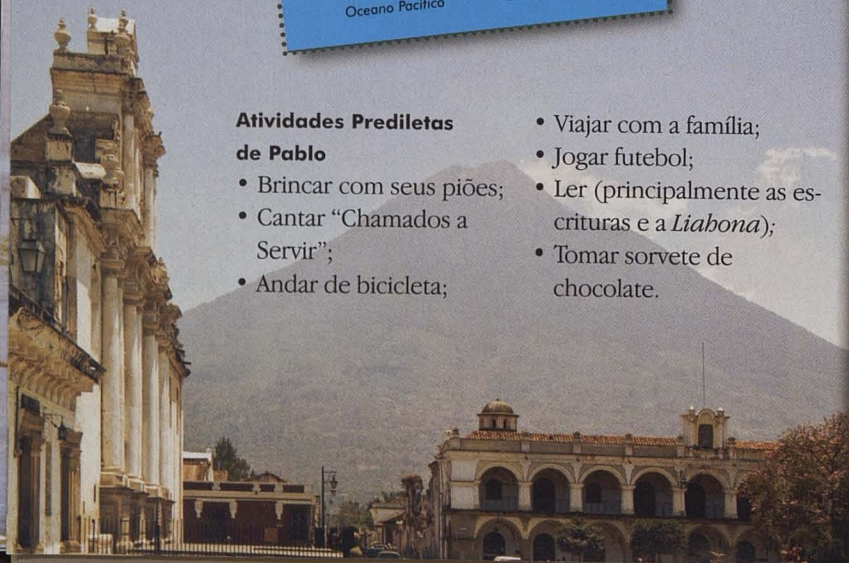 Oceano Pacífico
Atividades Prediletas
de Pablo
• Brincar com seus piões;
• Cantar “Chamados a
Servir”;
• Andar de bicicleta;
• Viajar com a família;
• Jogar futebol;
• Ler (principalmente as es-
crituras e a Liahona);
• Tomar sorvete de
chocolate.